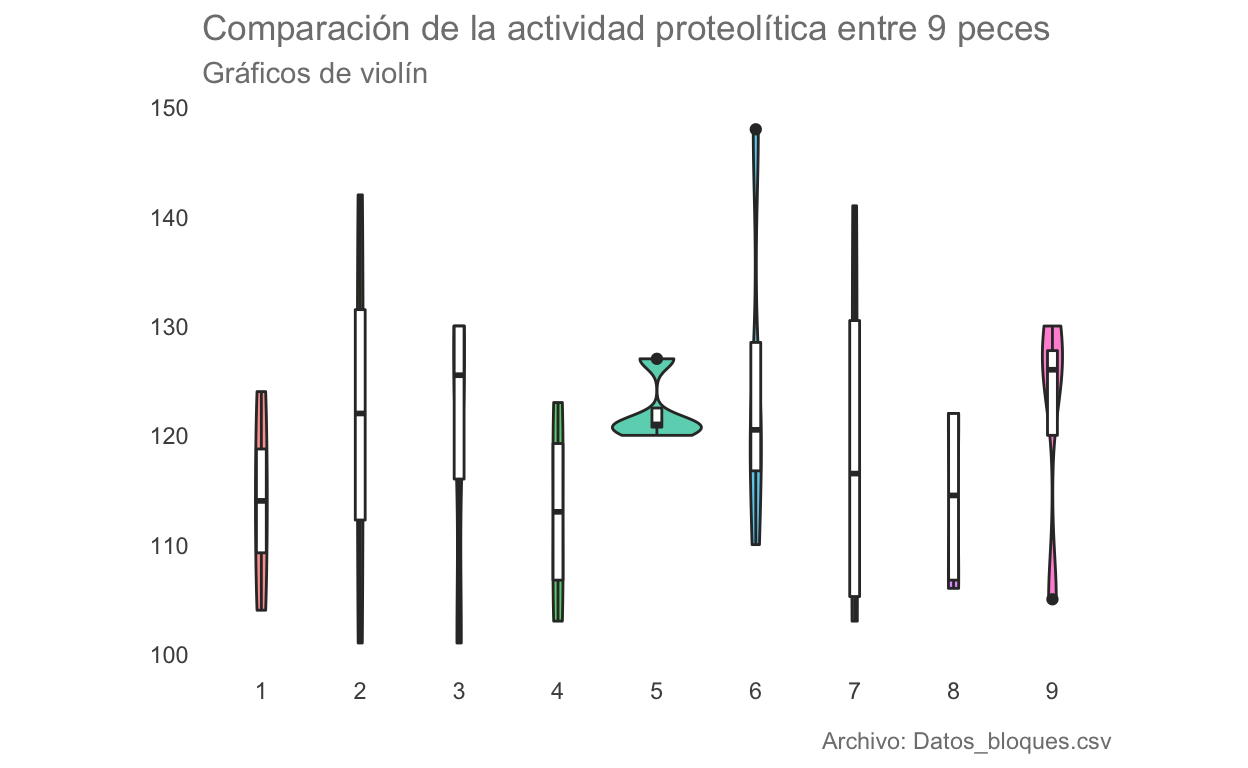 Comparación de la actividad proteolítica entre 9 peces
Gráficos de violín
150
140
130
120
110
100
1 2 3 4 5 6 7 8 9
Archivo: Datos_bloques.csv